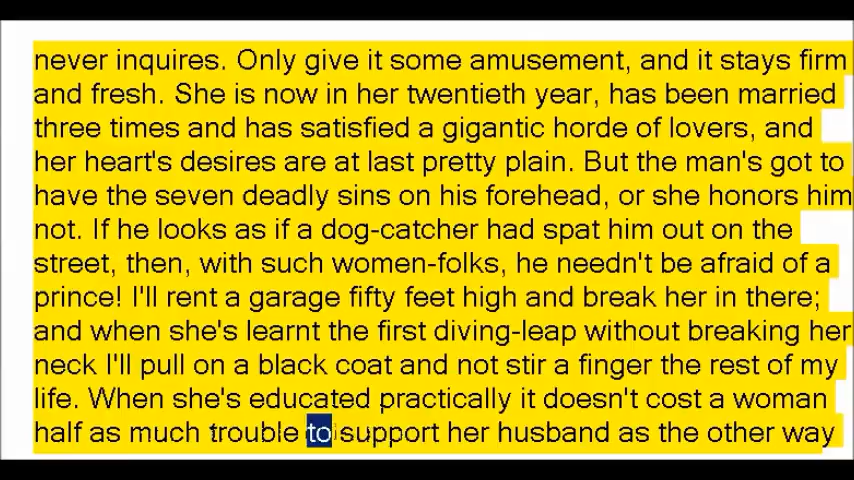 never inquires. Only give it some amusement, and it stays firm
and fresh. She is now in her twentieth year, has been married
three times and has satisfied a gigantic horde of lovers, and
her heart's desires are at last pretty plain. But the man's got to
have the seven deadly sins on his forehead, or she honors him
not. If he looks as if a dog-catcher had spat him out on the
street, then, with such women-folks, he needn't be afraid of a
prince! I'll rent a garage fifty feet high and break her in there;
and when she's learnt the first diving-leap without breaking her
neck I'll pull on a black coat and not stir a finger the rest of my
life. When she's educated practically it doesn't cost a woman
half as much trouble to support her husband as the other way